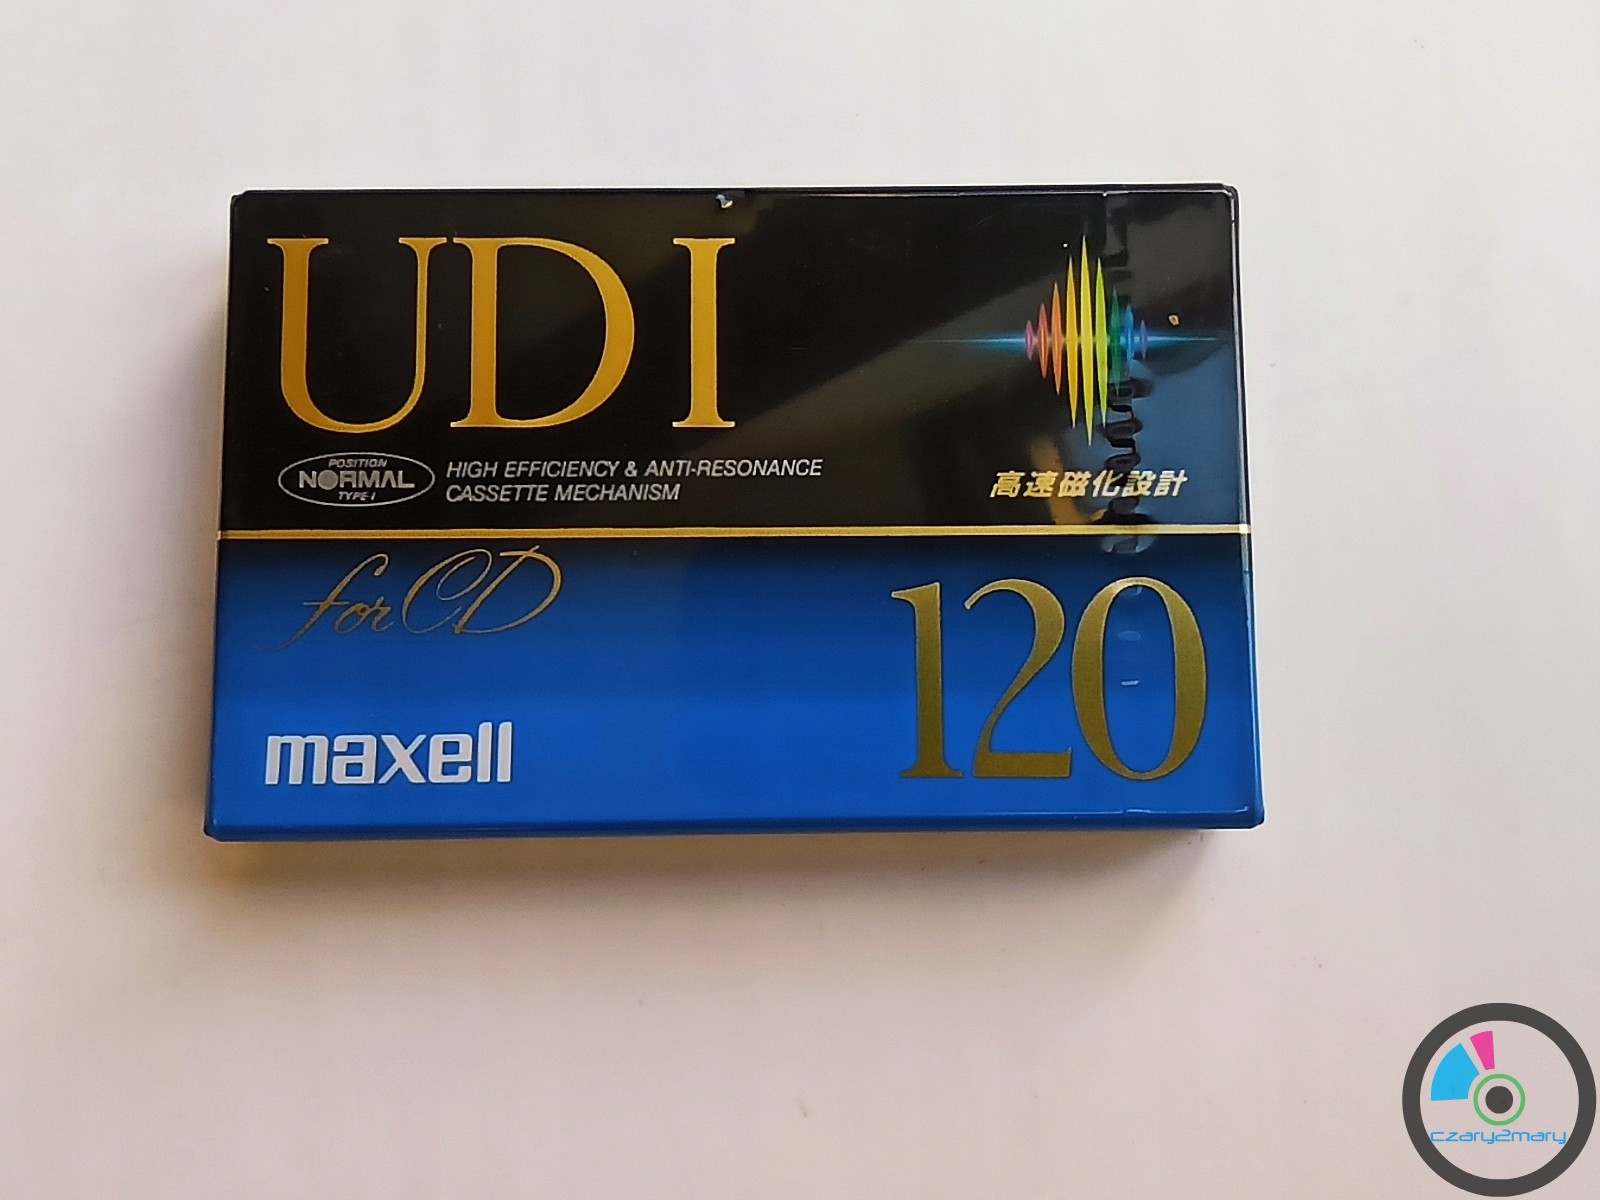 UD I
POSITION
NORMAL
TYPE-I
HIGH EFFICIENCY & ANTI-RESONANCE
CASSETTE MECHANISM
高速磁化設計
for CD
120
maxell
czary2mary